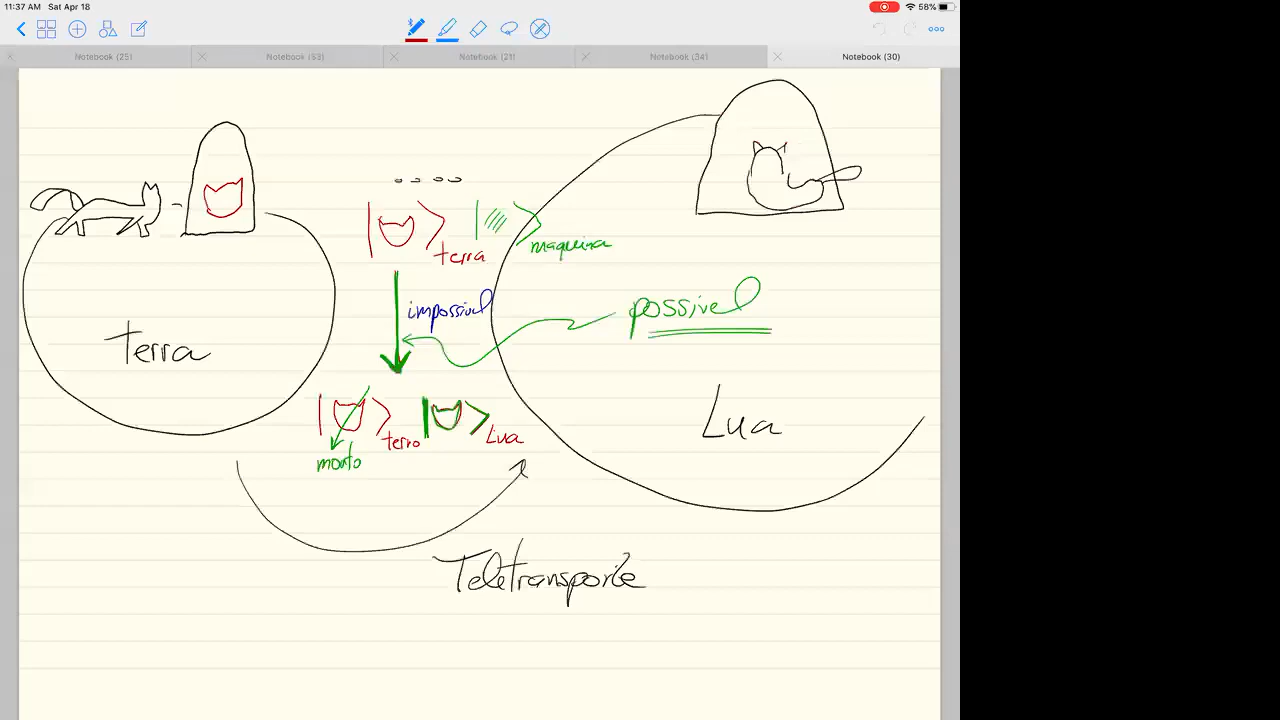 11:37 AM Sat Apr 18
58%
Notebook (25)
Notebook (53)
Notebook (21)
Notebook (34)
Notebook (30)
terra
maquina
impossivel
possivel
Terra
Lua
terra
Lua
morto
Teletransporte